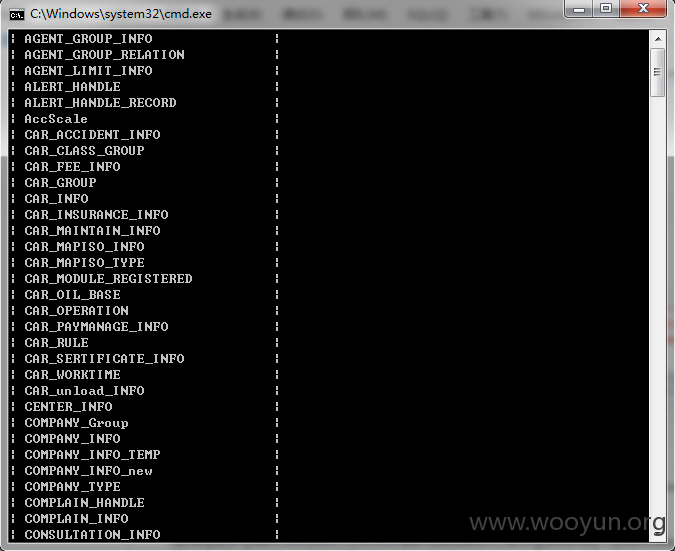 C:\Windows\system32\cmd.exe
¦ AGENT_GROUP_INFO ¦
¦ AGENT_GROUP_RELATION ¦
¦ AGENT_LIMIT_INFO ¦
¦ ALERT_HANDLE ¦
¦ ALERT_HANDLE_RECORD ¦
¦ AccScale ¦
¦ CAR_ACCIDENT_INFO ¦
¦ CAR_CLASS_GROUP ¦
¦ CAR_FEE_INFO ¦
¦ CAR_GROUP ¦
¦ CAR_INFO ¦
¦ CAR_INSURANCE_INFO ¦
¦ CAR_MAINTAIN_INFO ¦
¦ CAR_MAPISO_INFO ¦
¦ CAR_MAPISO_TYPE ¦
¦ CAR_MODULE_REGISTERED ¦
¦ CAR_OIL_BASE ¦
¦ CAR_OPERATION ¦
¦ CAR_PAYMANAGE_INFO ¦
¦ CAR_RULE ¦
¦ CAR_SERTIFICATE_INFO ¦
¦ CAR_WORKTIME ¦
¦ CAR_unload_INFO ¦
¦ CENTER_INFO ¦
¦ COMPANY_Group ¦
¦ COMPANY_INFO ¦
¦ COMPANY_INFO_TEMP ¦
¦ COMPANY_INFO_new ¦
¦ COMPANY_TYPE ¦
¦ COMPLAIN_HANDLE ¦
¦ COMPLAIN_INFO ¦
¦ CONSULTATION_INFO ¦
www.wooyun.org